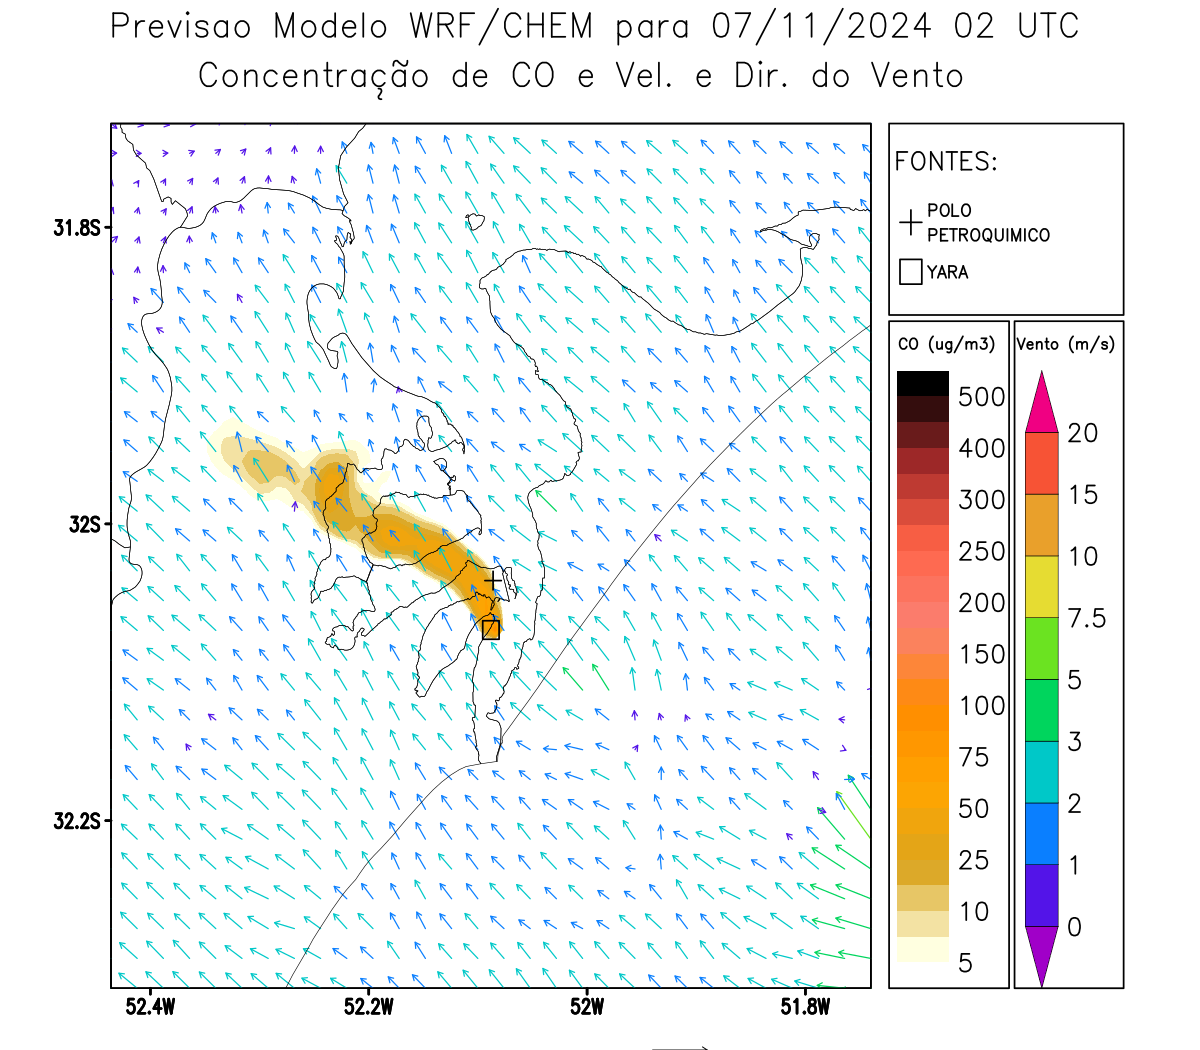 Previsao Modelo WRF/CHEM para 07/11/2024 02 UTC
Concentração de CO e Vel. e Dir. do Vento
FONTES:
POLO
PETROQUIMICO
YARA
CO (ug/m3)
500
400
300
250
200
150
100
75
50
25
10
5
Vento (m/s)
20
15
10
7.5
5
3
2
1
0
31.8S
32S
32.2S
52.4W
52.2W
52W
51.8W